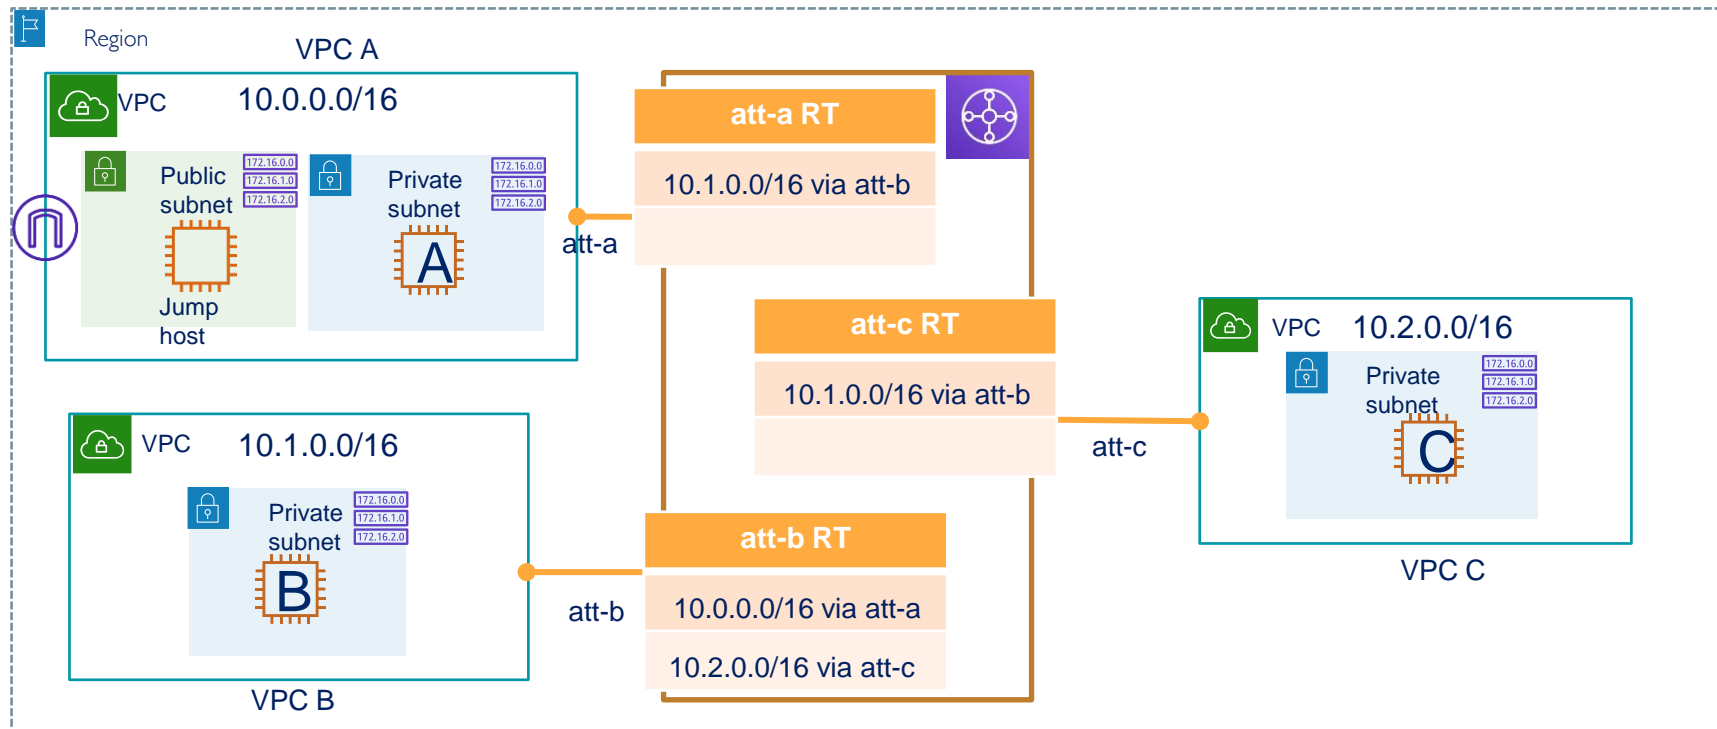 Region
VPC A
VPC
10.0.0.0/16
Public
subnet
172.16.0.0
172.16.1.0
172.16.2.0
Jump
host
Private
subnet
172.16.0.0
172.16.1.0
172.16.2.0
A
att-a
att-a RT
10.1.0.0/16 via att-b
att-c RT
10.1.0.0/16 via att-b
att-c
VPC
10.2.0.0/16
Private
subnet
172.16.0.0
172.16.1.0
172.16.2.0
C
VPC C
VPC
10.1.0.0/16
Private
subnet
172.16.0.0
172.16.1.0
172.16.2.0
B
VPC B
att-b
att-b RT
10.0.0.0/16 via att-a
10.2.0.0/16 via att-c